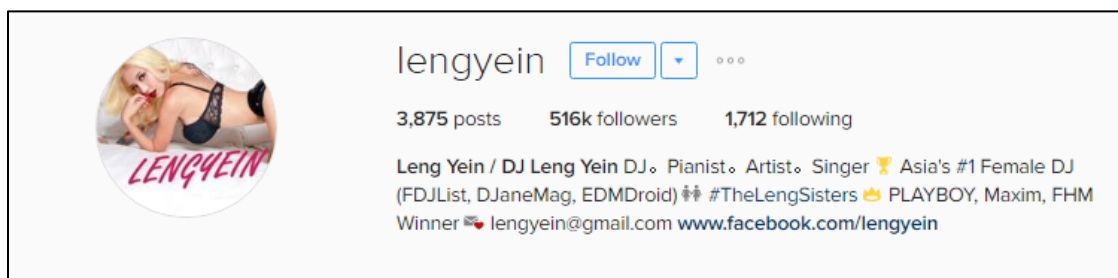 lengyein Follow
3,875 posts 516k followers 1,712 following
Leng Yein / DJ Leng Yein DJ。Pianist。Artist。Singer 🏆 Asia's #1 Female DJ
(FDJList, DJaneMag, EDMDroid) 👭 #TheLengSisters 👑 PLAYBOY, Maxim, FHM
Winner 💌 lengyein@gmail.com www.facebook.com/lengyein
LENGYEIN